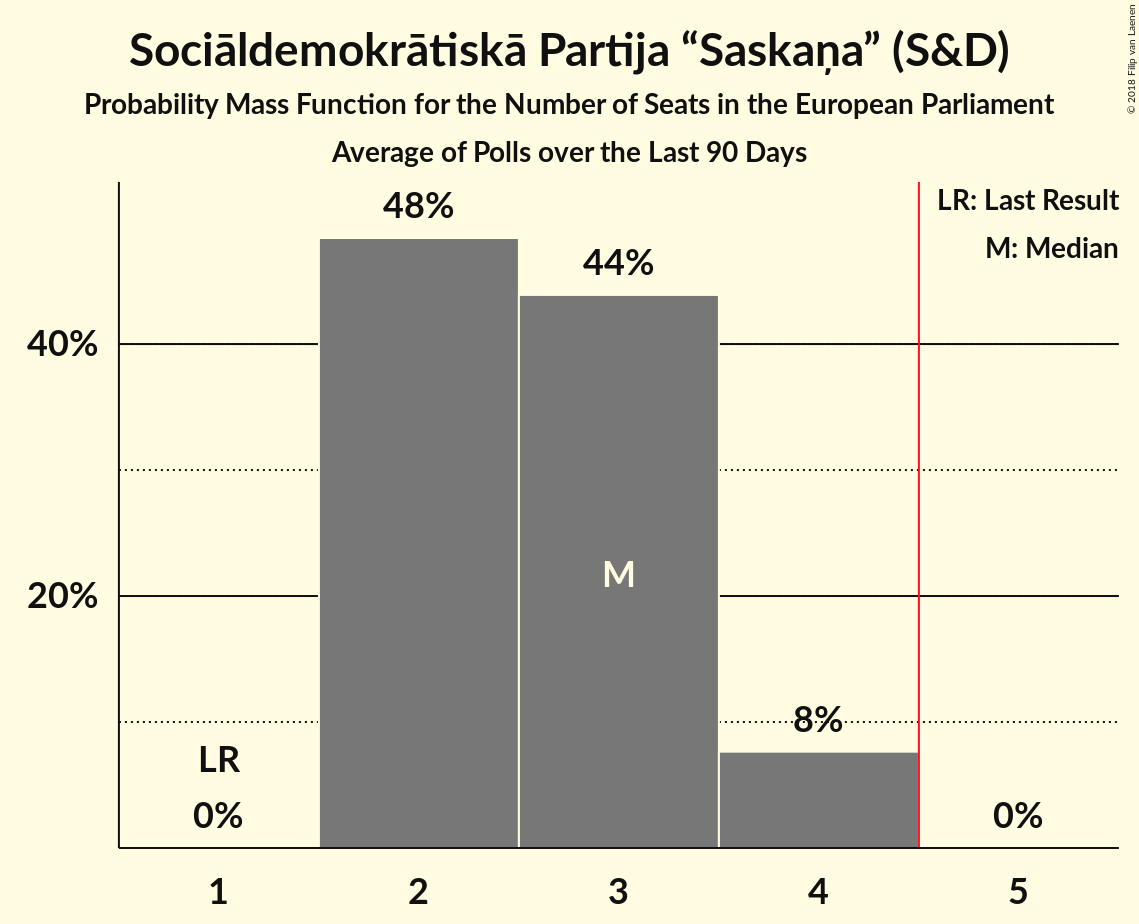 Sociāldemokrātiskā Partija “Saskaņa” (S&D)
Probability Mass Function for the Number of Seats in the European Parliament
Average of Polls over the Last 90 Days
© 2018 Filip van Laenen
LR: Last Result
M: Median
48%
44%
40%
M
20%
8%
LR
0%
0%
1 2 3 4 5